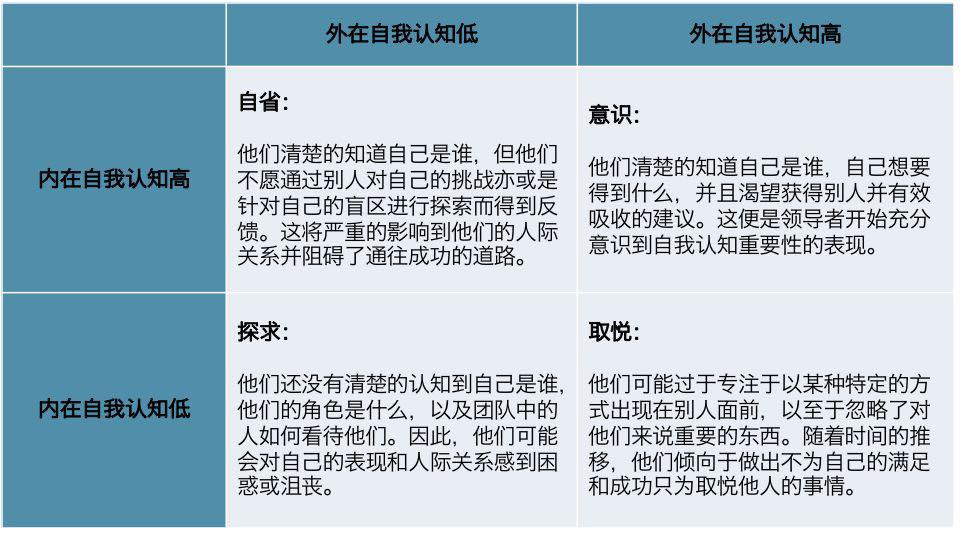 外在自我认知低
外在自我认知高
内在自我认知高
自省：
他们清楚的知道自己是谁，但他们
不愿通过别人对自己的挑战亦或是
针对自己的盲区进行探索而得到反
馈。这将严重的影响到他们的人际
关系并阻碍了通往成功的道路。
意识：
他们清楚的知道自己是谁，自己想要
得到什么，并且渴望获得别人并有效
吸收的建议。这便是领导者开始充分
意识到自我认知重要性的表现。
内在自我认知低
探求：
他们还没有清楚的认知到自己是谁，
他们的角色是什么，以及团队中的
人如何看待他们。因此，他们可能
会对自己的表现和人际关系感到困
惑或沮丧。
取悦：
他们可能过于专注于以某种特定的方
式出现在别人面前，以至于忽略了对
他们来说重要的东西。随着时间的推
移，他们倾向于做出不为自己的满足
和成功只为取悦他人的事情。